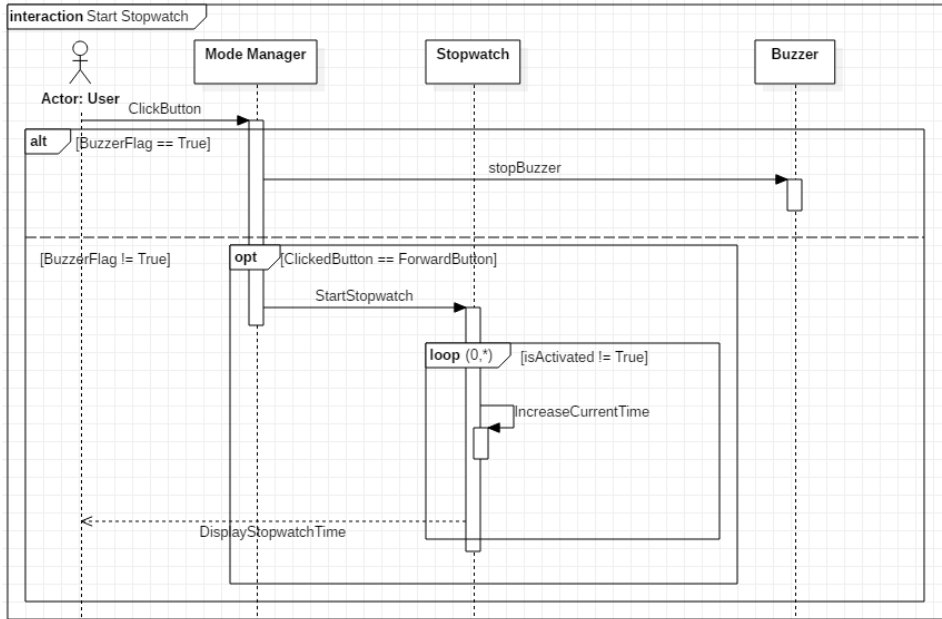 interaction Start Stopwatch
Mode Manager
Stopwatch
Buzzer
Actor: User
ClickButton
alt
[BuzzerFlag == True]
stopBuzzer
[BuzzerFlag != True]
opt
[ClickedButton == ForwardButton]
StartStopwatch
loop (0,*)
[isActivated != True]
IncreaseCurrentTime
DisplayStopwatchTime